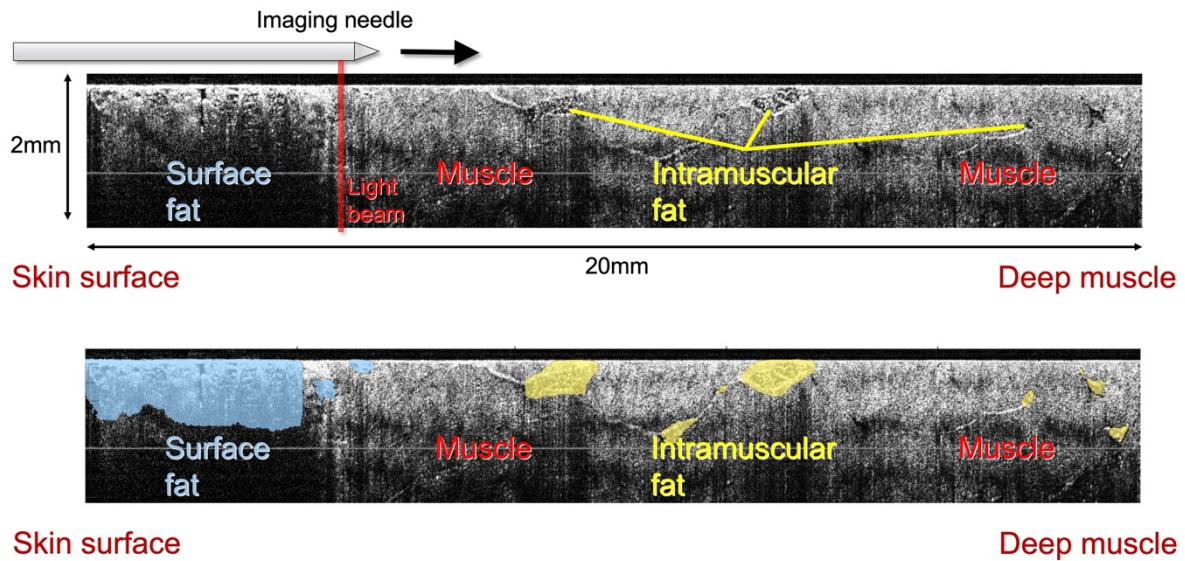 Imaging needle
2mm
Surface
fat
Light
beam
Muscle
Intramuscular
fat
Muscle
20mm
Skin surface
Deep muscle
Surface
fat
Muscle
Intramuscular
fat
Muscle
Skin surface
Deep muscle